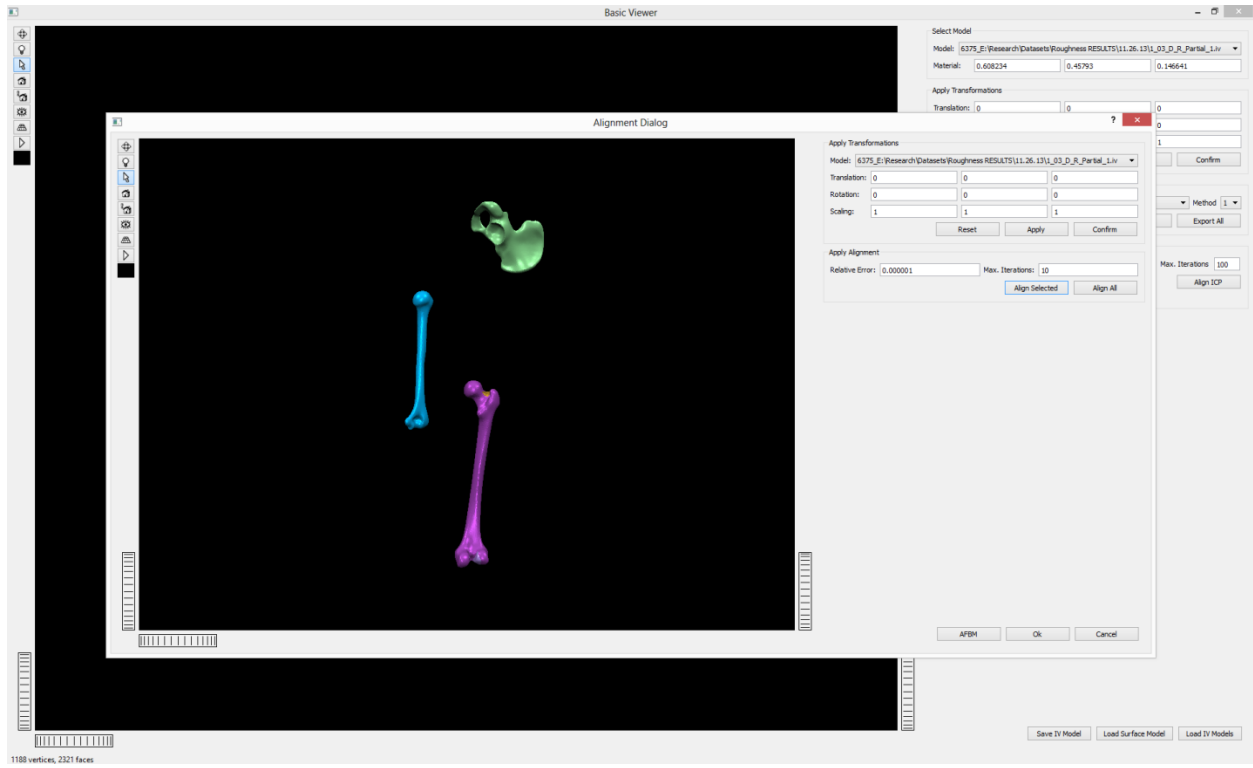 Basic Viewer
Select Model
Model: 6375_E:\Research\Datasets\Roughness RESULTS\11.26.13\1_03_D_R_Partial_1.iv
Material: 0.608234 0.45793 0.146641
Apply Transformations
Translation: 0 0 0
0
1
Confirm
Method 1
Export All
Max. Iterations 100
Align ICP
Alignment Dialog
Apply Transformations
Model: 6375_E:\Research\Datasets\Roughness RESULTS\11.26.13\1_03_D_R_Partial_1.iv
Translation: 0 0 0
Rotation: 0 0 0
Scaling: 1 1 1
Reset Apply Confirm
Apply Alignment
Relative Error: 0.000001 Max. Iterations: 10
Align Selected Align All
AFBM Ok Cancel
Save IV Model Load Surface Model Load IV Models
1188 vertices, 2321 faces